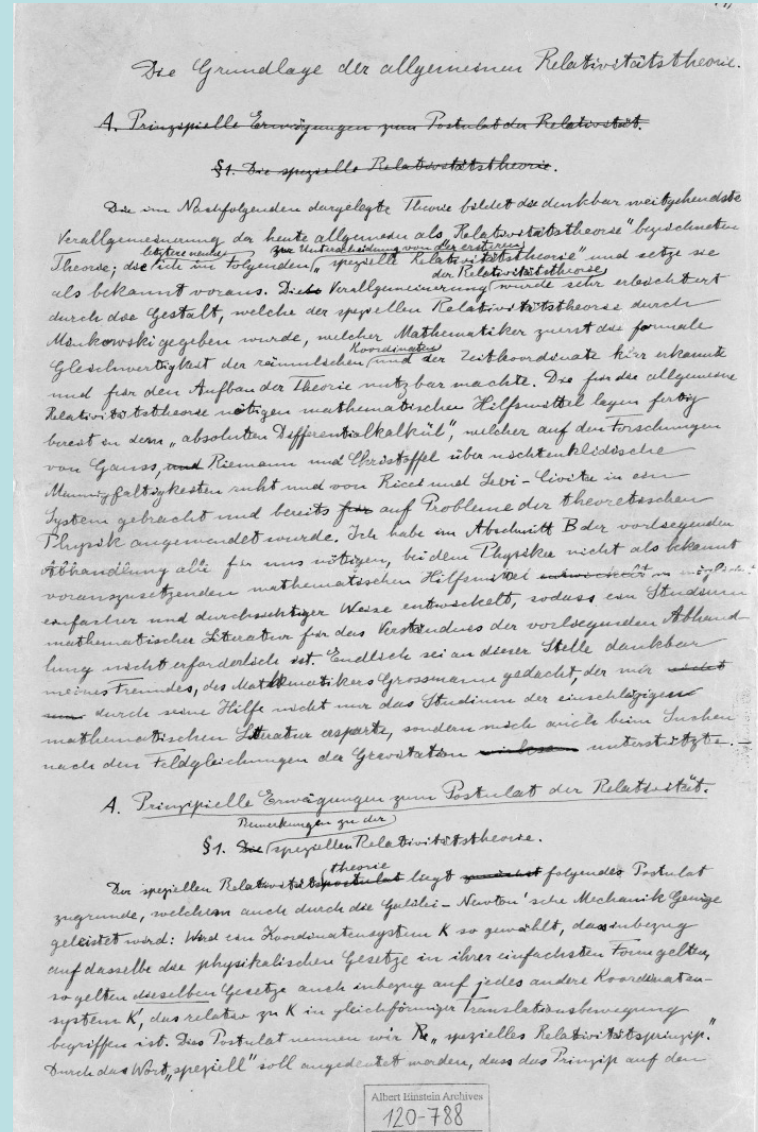 Die Grundlage der allgemeinen Relativitätstheorie.
A. Prinzipielle Erwägungen zum Postulat der Relativität.
§1. Die spezielle Relativitätstheorie.
Die im Nachfolgenden dargelegte Theorie bildet die denkbar weitgehendste
Verallgemeinerung der heute allgemein als „Relativitätstheorie" bezeichneten
letztere nenne zur Unterscheidung von der ersteren
Theorie; die ich im Folgenden „spezielle Relativitätstheorie" und setze sie
der Relativitätstheorie
als bekannt voraus. Die Verallgemeinerung wurde sehr erleichtert
durch die Gestalt, welche der speziellen Relativitätstheorie durch
Minkowski gegeben wurde, welcher Mathematiker zuerst die formale
Koordinaten
Gleichwertigkeit der räumlichen und der Zeitkoordinate klar erkannte
und für den Aufbau der Theorie nutzbar machte. Die für die allgemeine
Relativitätstheorie nötigen mathematischen Hilfsmittel lagen fertig
bereit in dem „absoluten Differentialkalkül", welcher auf den Forschungen
von Gauss, und Riemann und Christoffel über nichteuklidische
Mannigfaltigkeiten ruht und von Ricci und Levi-Civita in ein
System gebracht und bereits für auf Probleme der theoretischen
Physik angewendet wurde. Ich habe im Abschnitt B der vorliegenden
Abhandlung alle für uns nötigen, bei dem Physiker nicht als bekannt
vorauszusetzenden mathematischen Hilfsmittel entwickelt in möglichst
einfacher und durchsichtiger Weise entwickelt, sodass ein Studium
mathematischer Literatur für das Verständnis der vorliegenden Abhand-
lung nicht erforderlich ist. Endlich sei an dieser Stelle dankbar
meines Freundes, des Mathematikers Grossmann gedacht, der mir nicht
nur durch seine Hilfe nicht nur das Studium der einschlägigen
mathematischen Literatur ersparte, sondern mich auch beim Suchen
nach den Feldgleichungen der Gravitation unterstützte.—
A. Prinzipielle Erwägungen zum Postulat der Relativität.
Bemerkungen zu der
§1. Die speziellen Relativitätstheorie.
theorie
Der speziellen Relativitätspostulat liegt zunächst folgendes Postulat
zugrunde, welchem auch durch die Galilei-Newton'sche Mechanik Genüge
geleistet wird: Wird ein Koordinatensystem K so gewählt, dass inbezug
auf dasselbe die physikalischen Gesetze in ihrer einfachsten Form gelten,
so gelten dieselben Gesetze auch inbezug auf jedes andere Koordinaten-
system K', das relativ zu K in gleichförmiger Translationsbewegung
begriffen ist. Dies Postulat nennen wir „spezielles Relativitätsprinzip."
Durch das Wort „speziell" soll angedeutet werden, dass das Prinzip auf den
Albert Einstein Archives
120-788